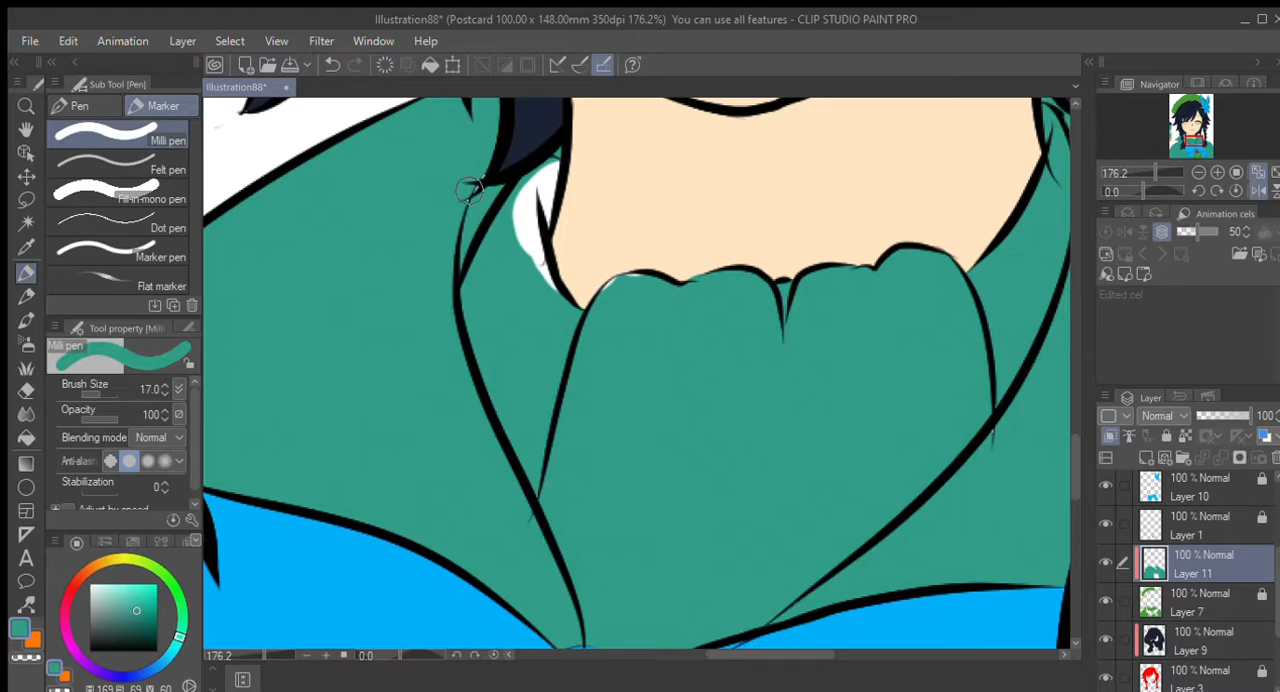 Illustration88* (Postcard 100.00 x 148.00mm 350dpi 176.2%) You can use all features - CLIP STUDIO PAINT PRO
File Edit Animation Layer Select View Filter Window Help
Sub Tool [Pen]
Illustration88*
Navigator
Pen
Marker
Milli pen
Felt pen
Fill-in-mono pen
Dot pen
Marker pen
Flat marker
176.2
0.0
Animation cels
50
Edited cel
Tool property [Milli
Milli pen
Brush Size
17.0
Opacity
100
Blending mode Normal
Anti-aliasin
Stabilization
0
Adjust by speed
Layer
Normal
100
100 % Normal
Layer 10
100 % Normal
Layer 1
100 % Normal
Layer 11
100 % Normal
Layer 7
100 % Normal
Layer 9
100 % Normal
Layer 3
176.2
0.0
169
69
60